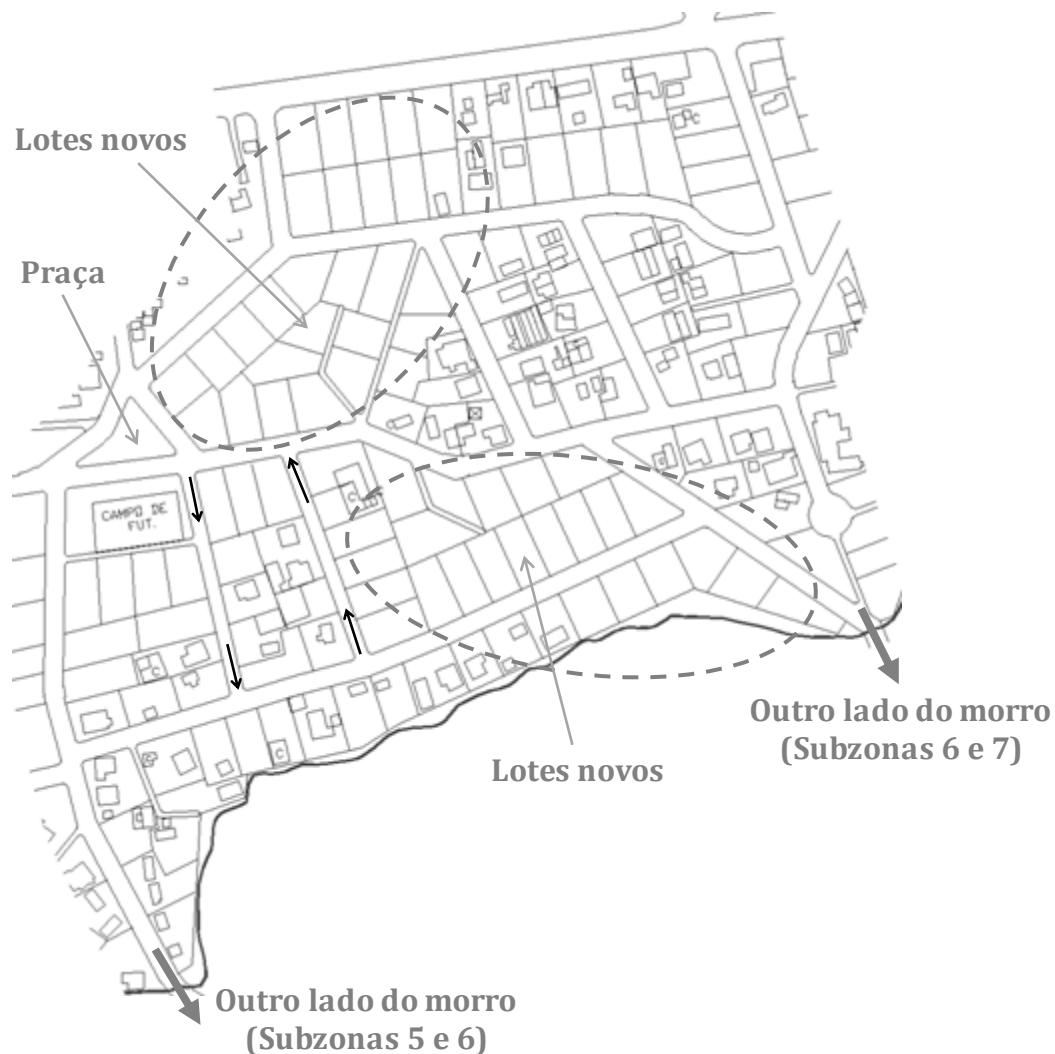 Lotes novos
Praça
CAMPO DE
FUT.
C
C
C
C
C
Outro lado do morro
(Subzonas 6 e 7)
Lotes novos
Outro lado do morro
(Subzonas 5 e 6)